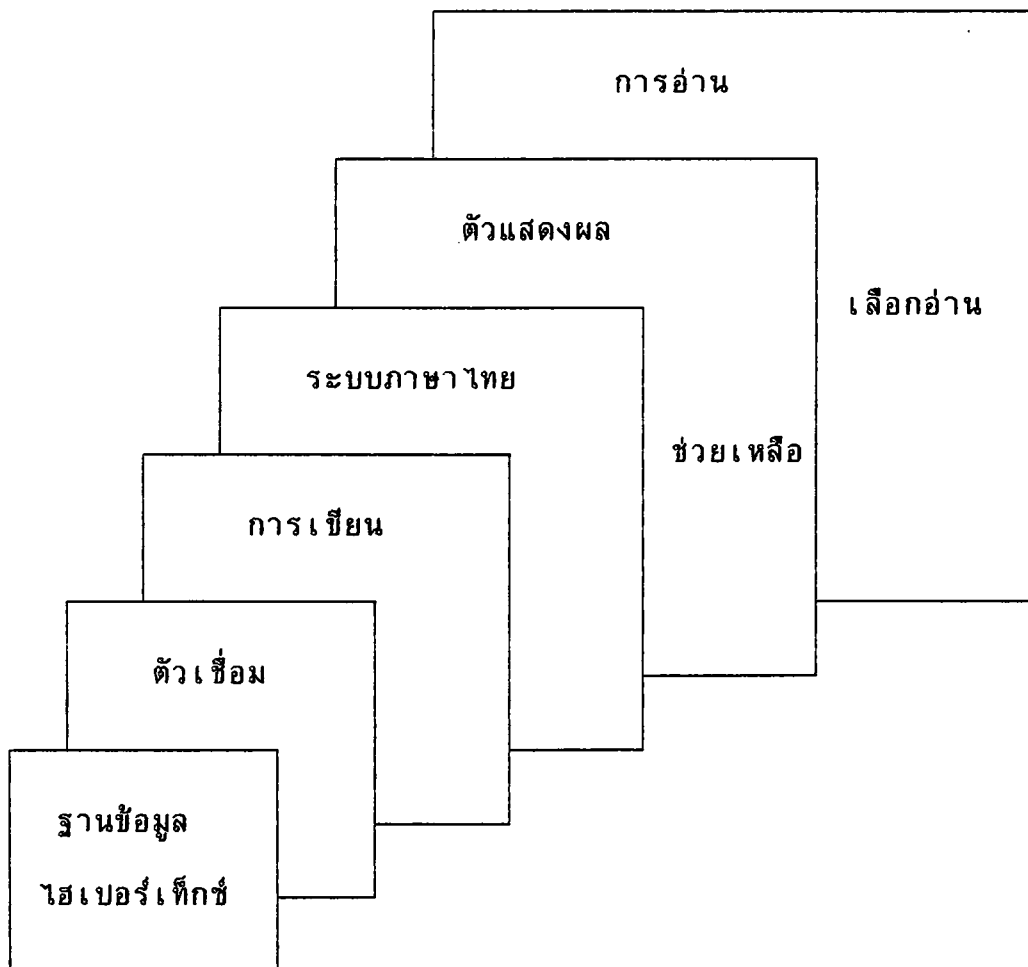 การอ่าน
ตัวแสดงผล
เลือกอ่าน
ระบบภาษาไทย
ช่วยเหลือ
การเขียน
ตัวเชื่อม
ฐานข้อมูล
ไฮเปอร์เท็กซ์